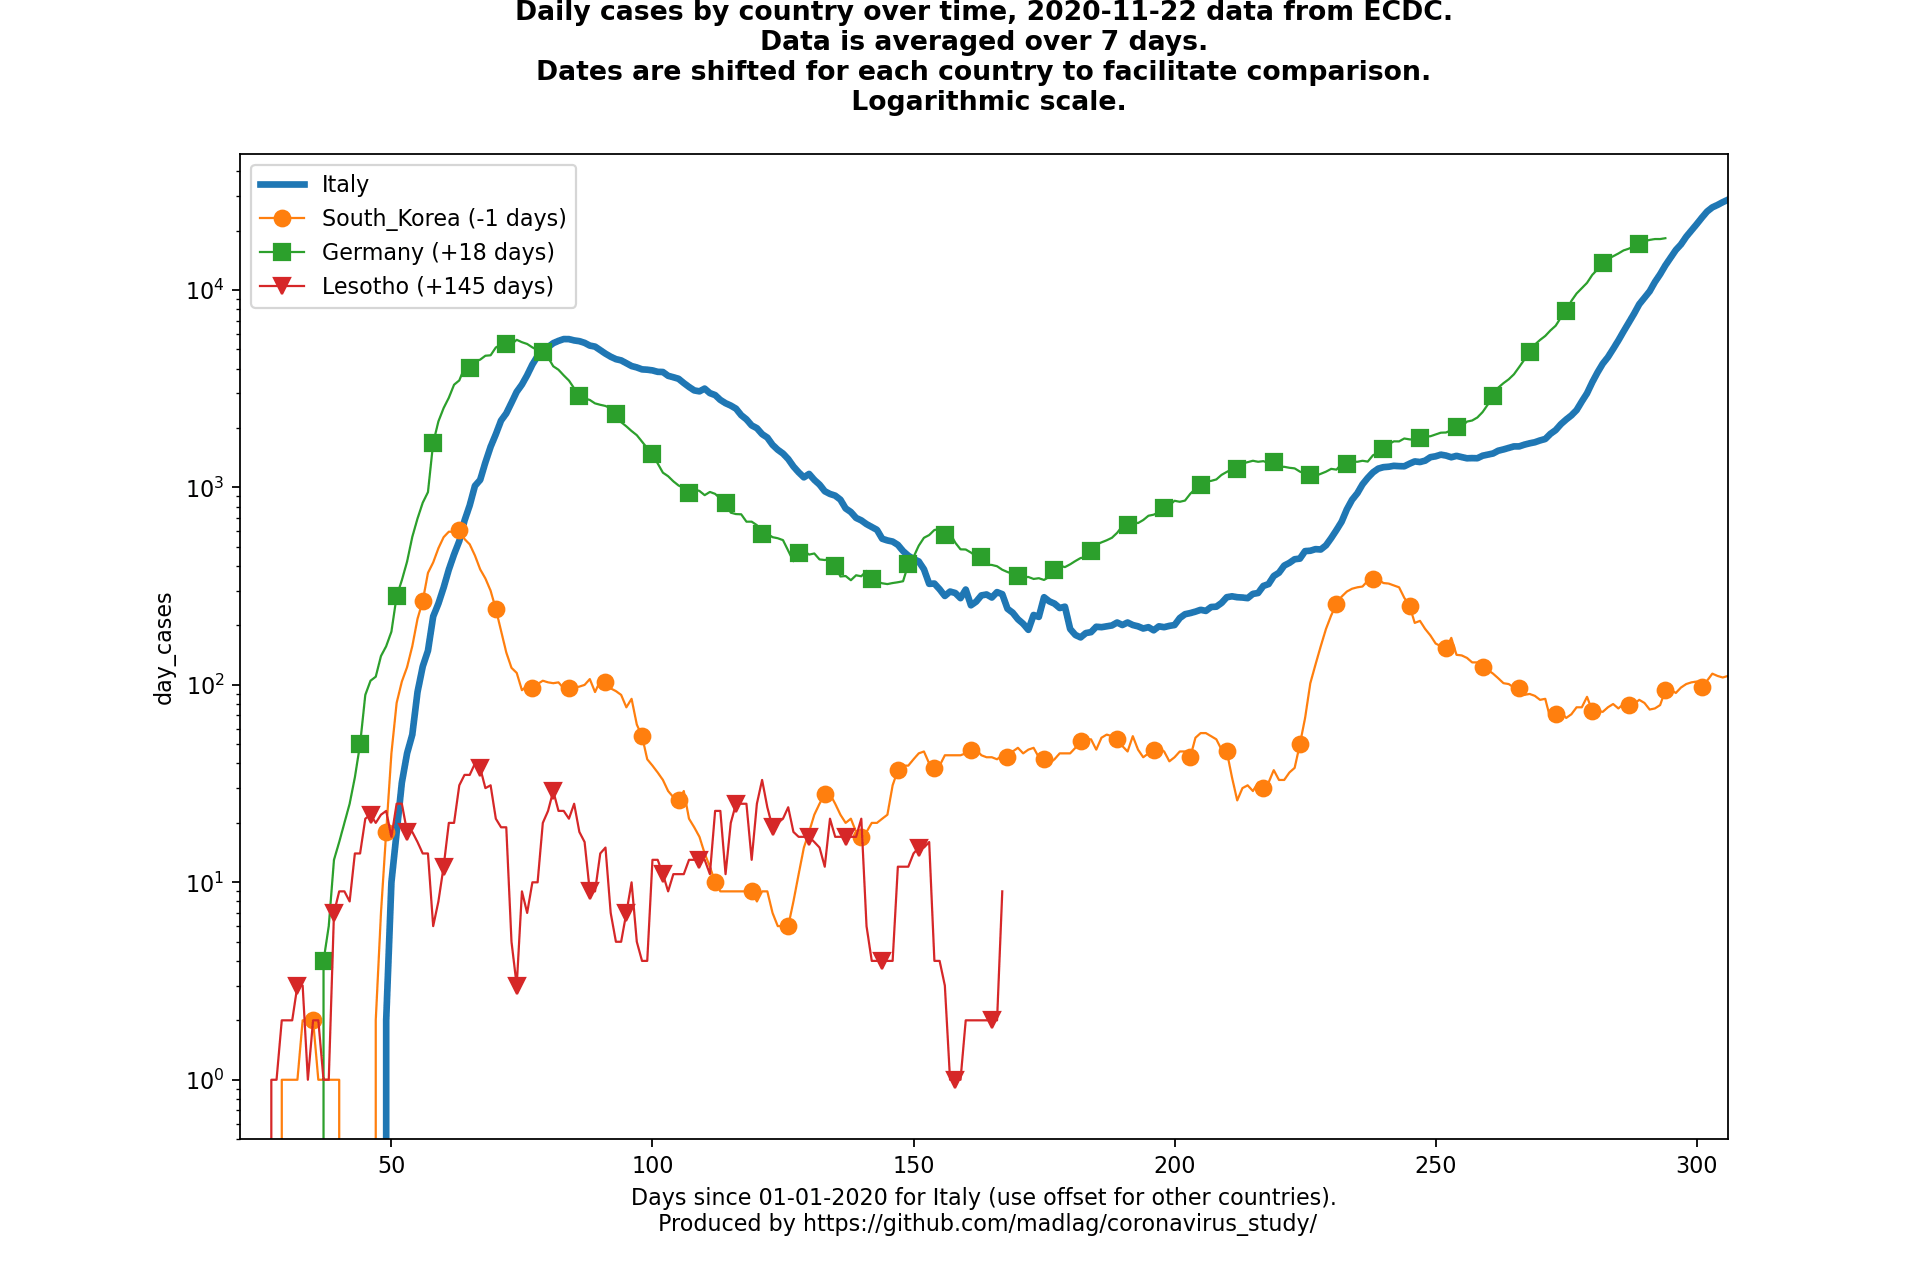 Daily cases by country over time, 2020-11-22 data from ECDC.
Data is averaged over 7 days.
Dates are shifted for each country to facilitate comparison.
Logarithmic scale.
Italy
South_Korea (-1 days)
Germany (+18 days)
Lesotho (+145 days)
day_cases
10⁴
10³
10²
10¹
10⁰
50 100 150 200 250 300
Days since 01-01-2020 for Italy (use offset for other countries).
Produced by https://github.com/madlag/coronavirus_study/